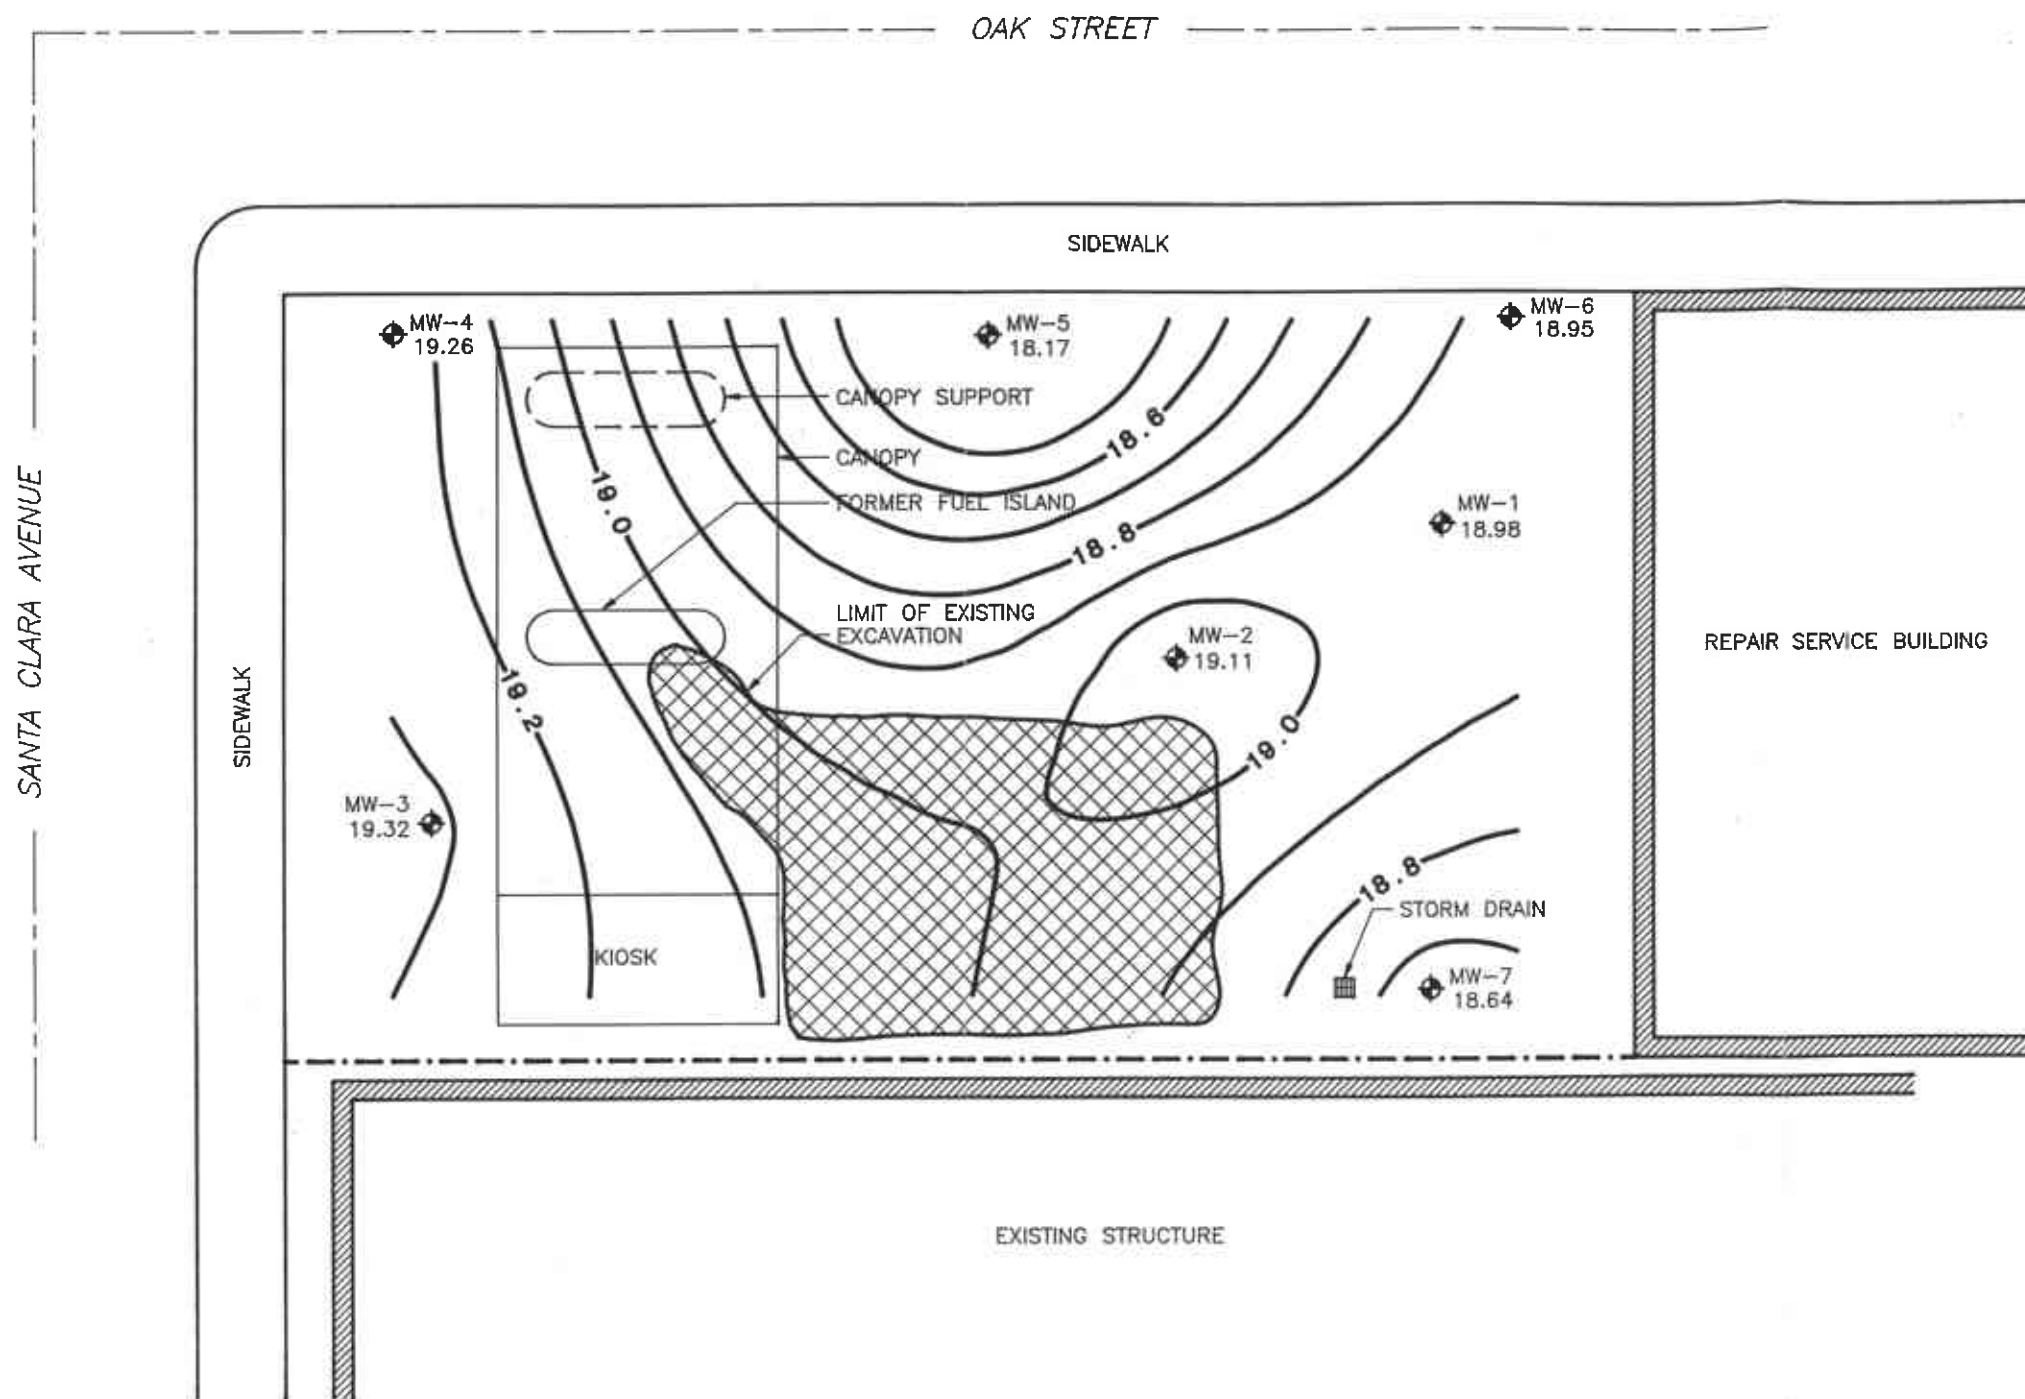 OAK STREET
SIDEWALK
MW-4
19.26
MW-5
18.17
MW-6
18.95
CANOPY SUPPORT
18.6
CANOPY
19.0
FORMER FUEL ISLAND
MW-1
18.98
18.8
SANTA CLARA AVENUE
LIMIT OF EXISTING
EXCAVATION
MW-2
19.11
REPAIR SERVICE BUILDING
SIDEWALK
19.2
19.0
MW-3
19.32
18.8
STORM DRAIN
KIOSK
MW-7
18.64
EXISTING STRUCTURE